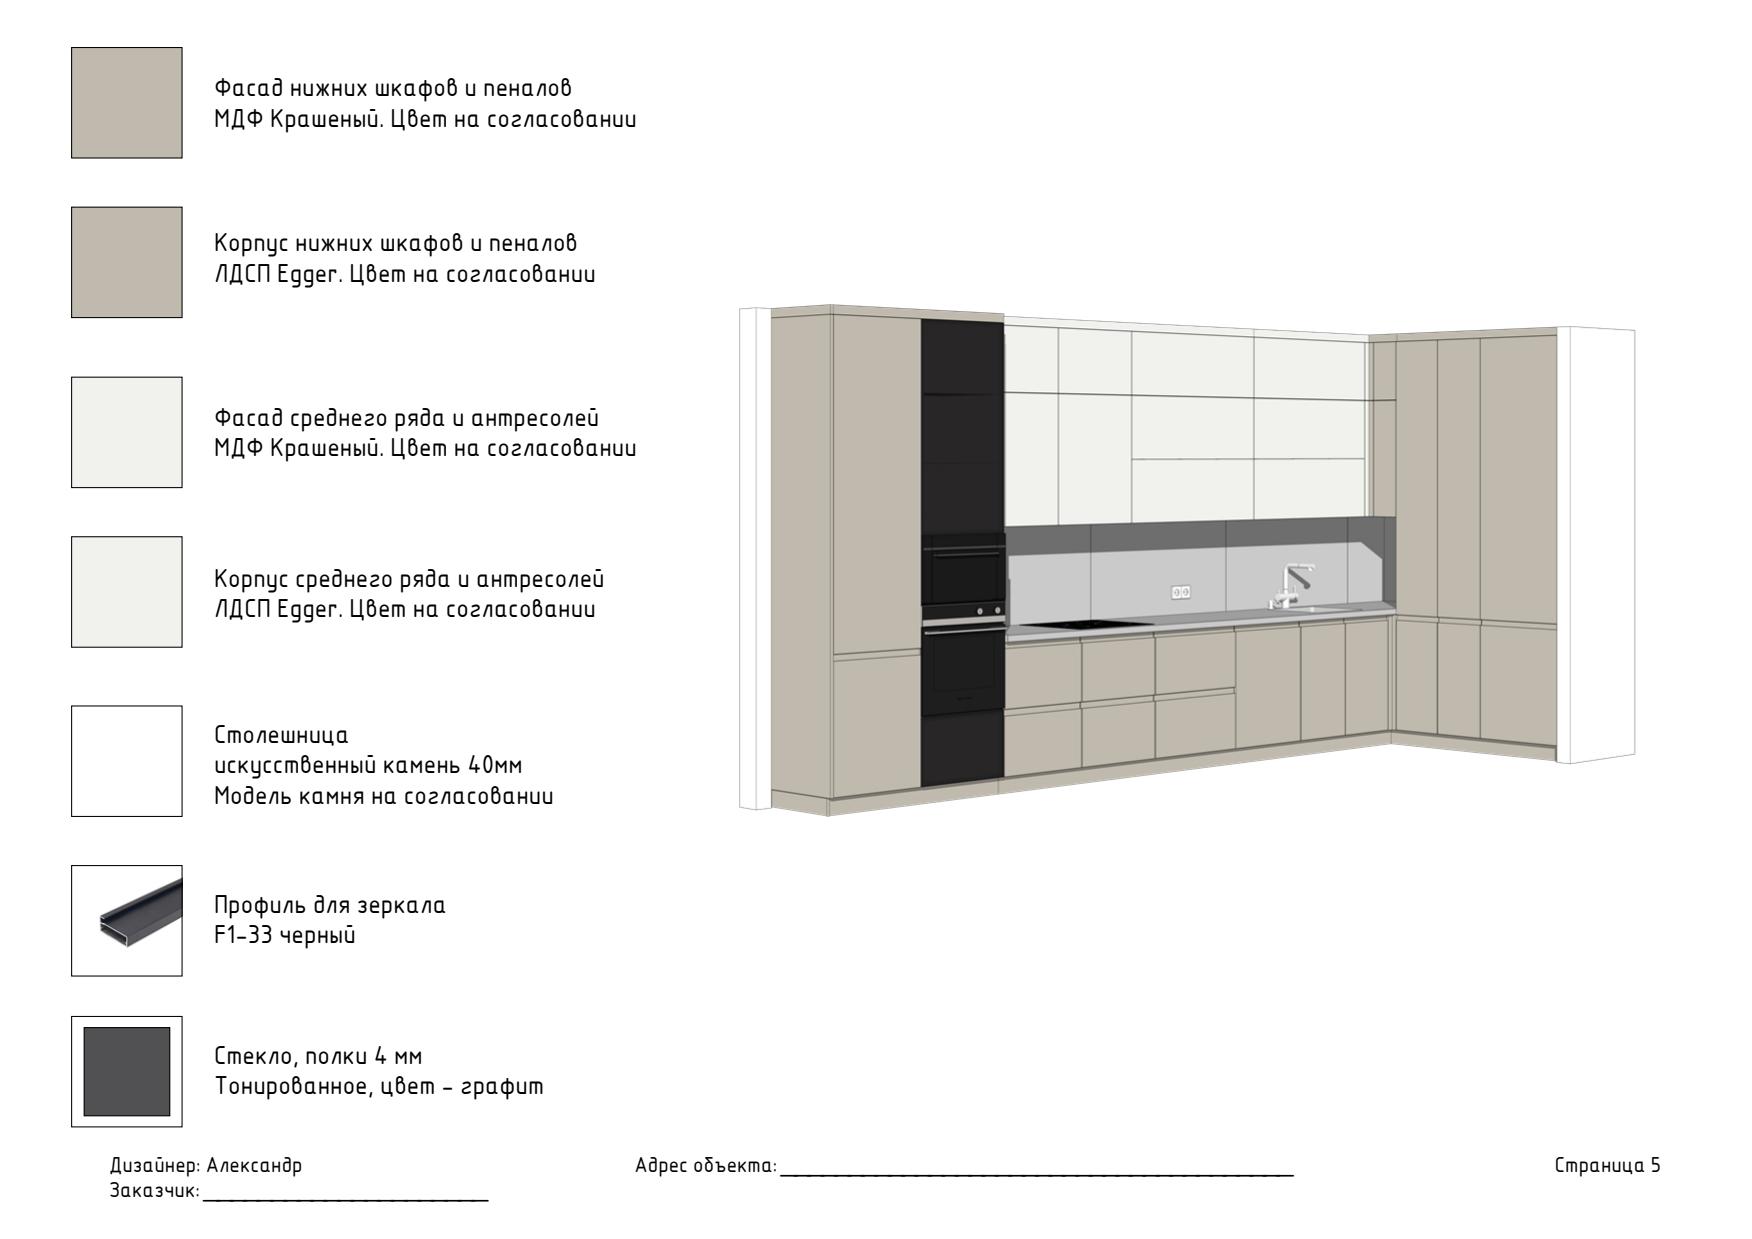 Фасад нижних шкафов и пеналов
МДФ Крашеный. Цвет на согласовании
Корпус нижних шкафов и пеналов
ЛДСП Egger. Цвет на согласовании
Фасад среднего ряда и антресолей
МДФ Крашеный. Цвет на согласовании
Корпус среднего ряда и антресолей
ЛДСП Egger. Цвет на согласовании
Столешница
искусственный камень 40мм
Модель камня на согласовании
Профиль для зеркала
F1-33 черный
Стекло, полки 4 мм
Тонированное, цвет - графит
Дизайнер: Александр
Заказчик:
Адрес объекта:
Страница 5